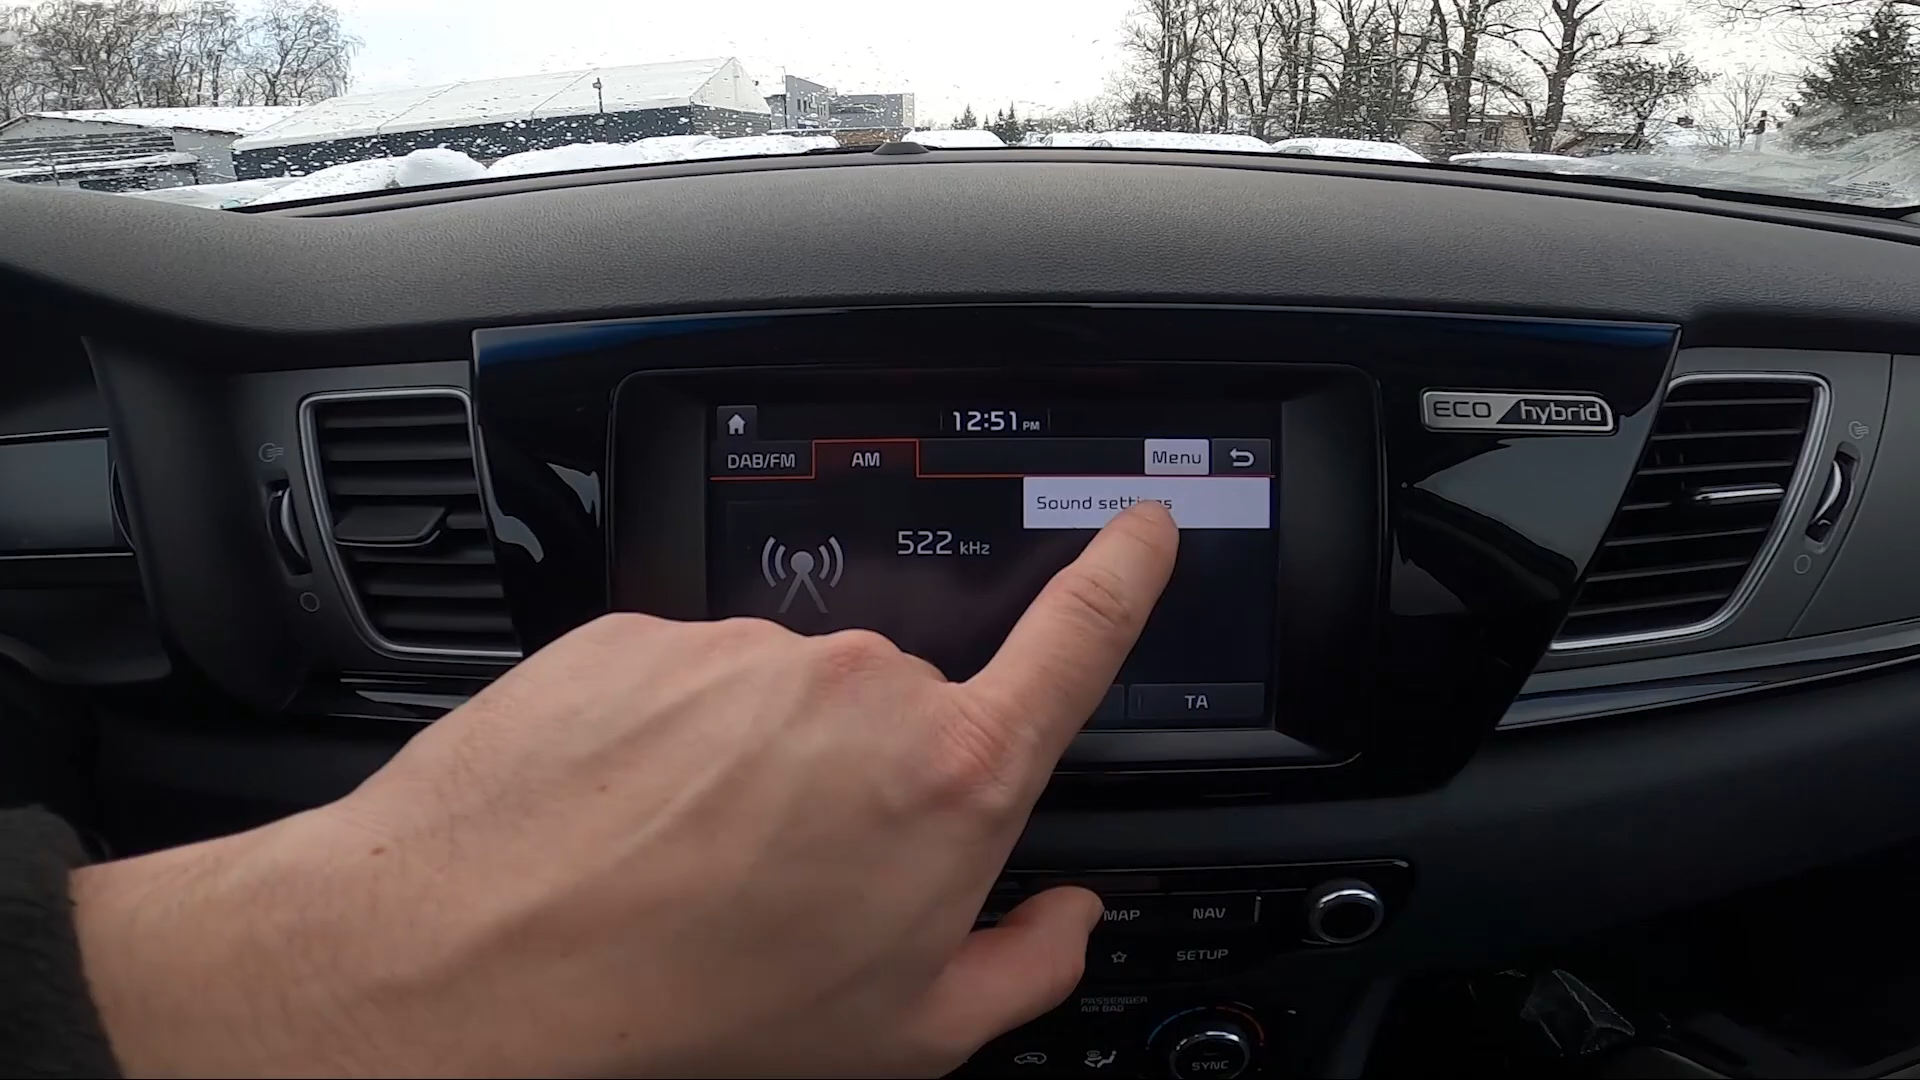 12:51 PM
DAB/FM AM Menu
Sound settings
522 kHz
TA
ECO hybrid
MAP NAV
SETUP
PASSENGER
AIR BAG
SYNC